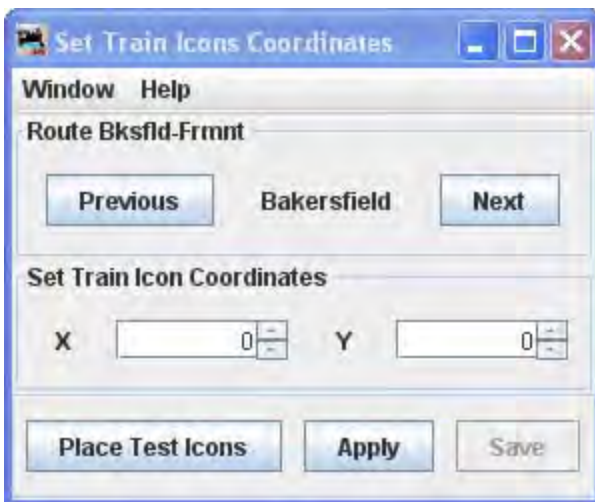 Set Train Icons Coordinates
Window Help
Route Bksfld-Frmnt
Previous Bakersfield Next
Set Train Icon Coordinates
X 0 Y 0
Place Test Icons Apply Save